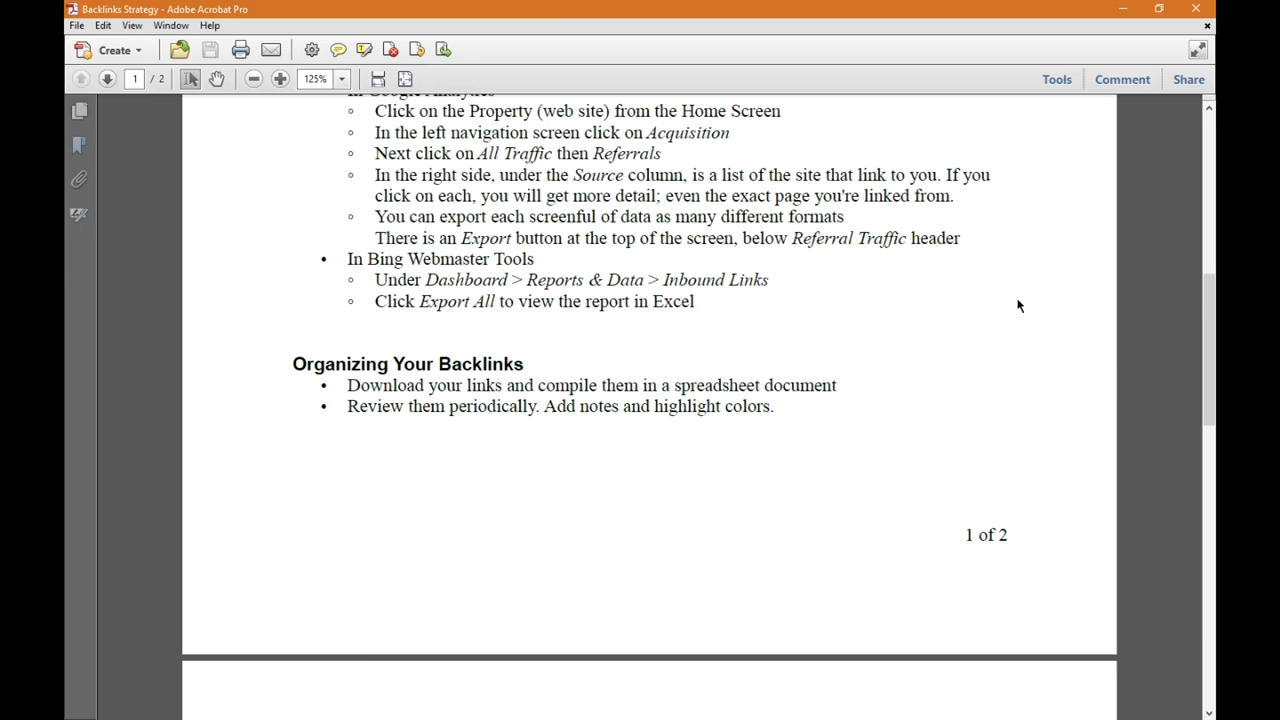 Backlinks Strategy - Adobe Acrobat Pro
File Edit View Window Help
Create
1 / 2 125% Tools Comment Share
In Google Analytics
◦ Click on the Property (web site) from the Home Screen
◦ In the left navigation screen click on Acquisition
◦ Next click on All Traffic then Referrals
◦ In the right side, under the Source column, is a list of the site that link to you. If you
click on each, you will get more detail; even the exact page you're linked from.
◦ You can export each screenful of data as many different formats
There is an Export button at the top of the screen, below Referral Traffic header
• In Bing Webmaster Tools
◦ Under Dashboard > Reports & Data > Inbound Links
◦ Click Export All to view the report in Excel
Organizing Your Backlinks
• Download your links and compile them in a spreadsheet document
• Review them periodically. Add notes and highlight colors.
1 of 2